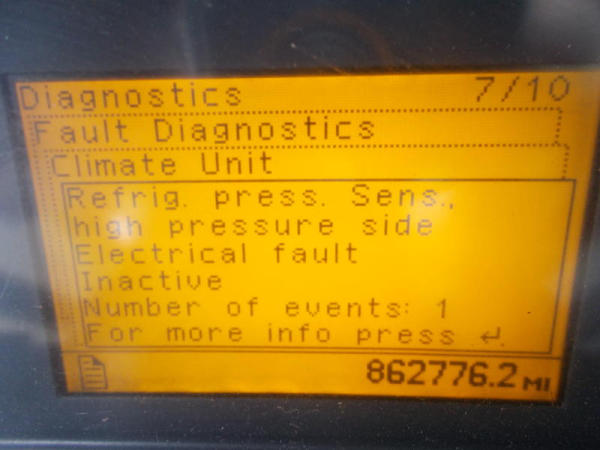 Diagnostics 7/10
Fault Diagnostics
Climate Unit
Refrig. press. Sens.,
high pressure side
Electrical fault
Inactive
Number of events: 1
For more info press ↵
862776.2 MI